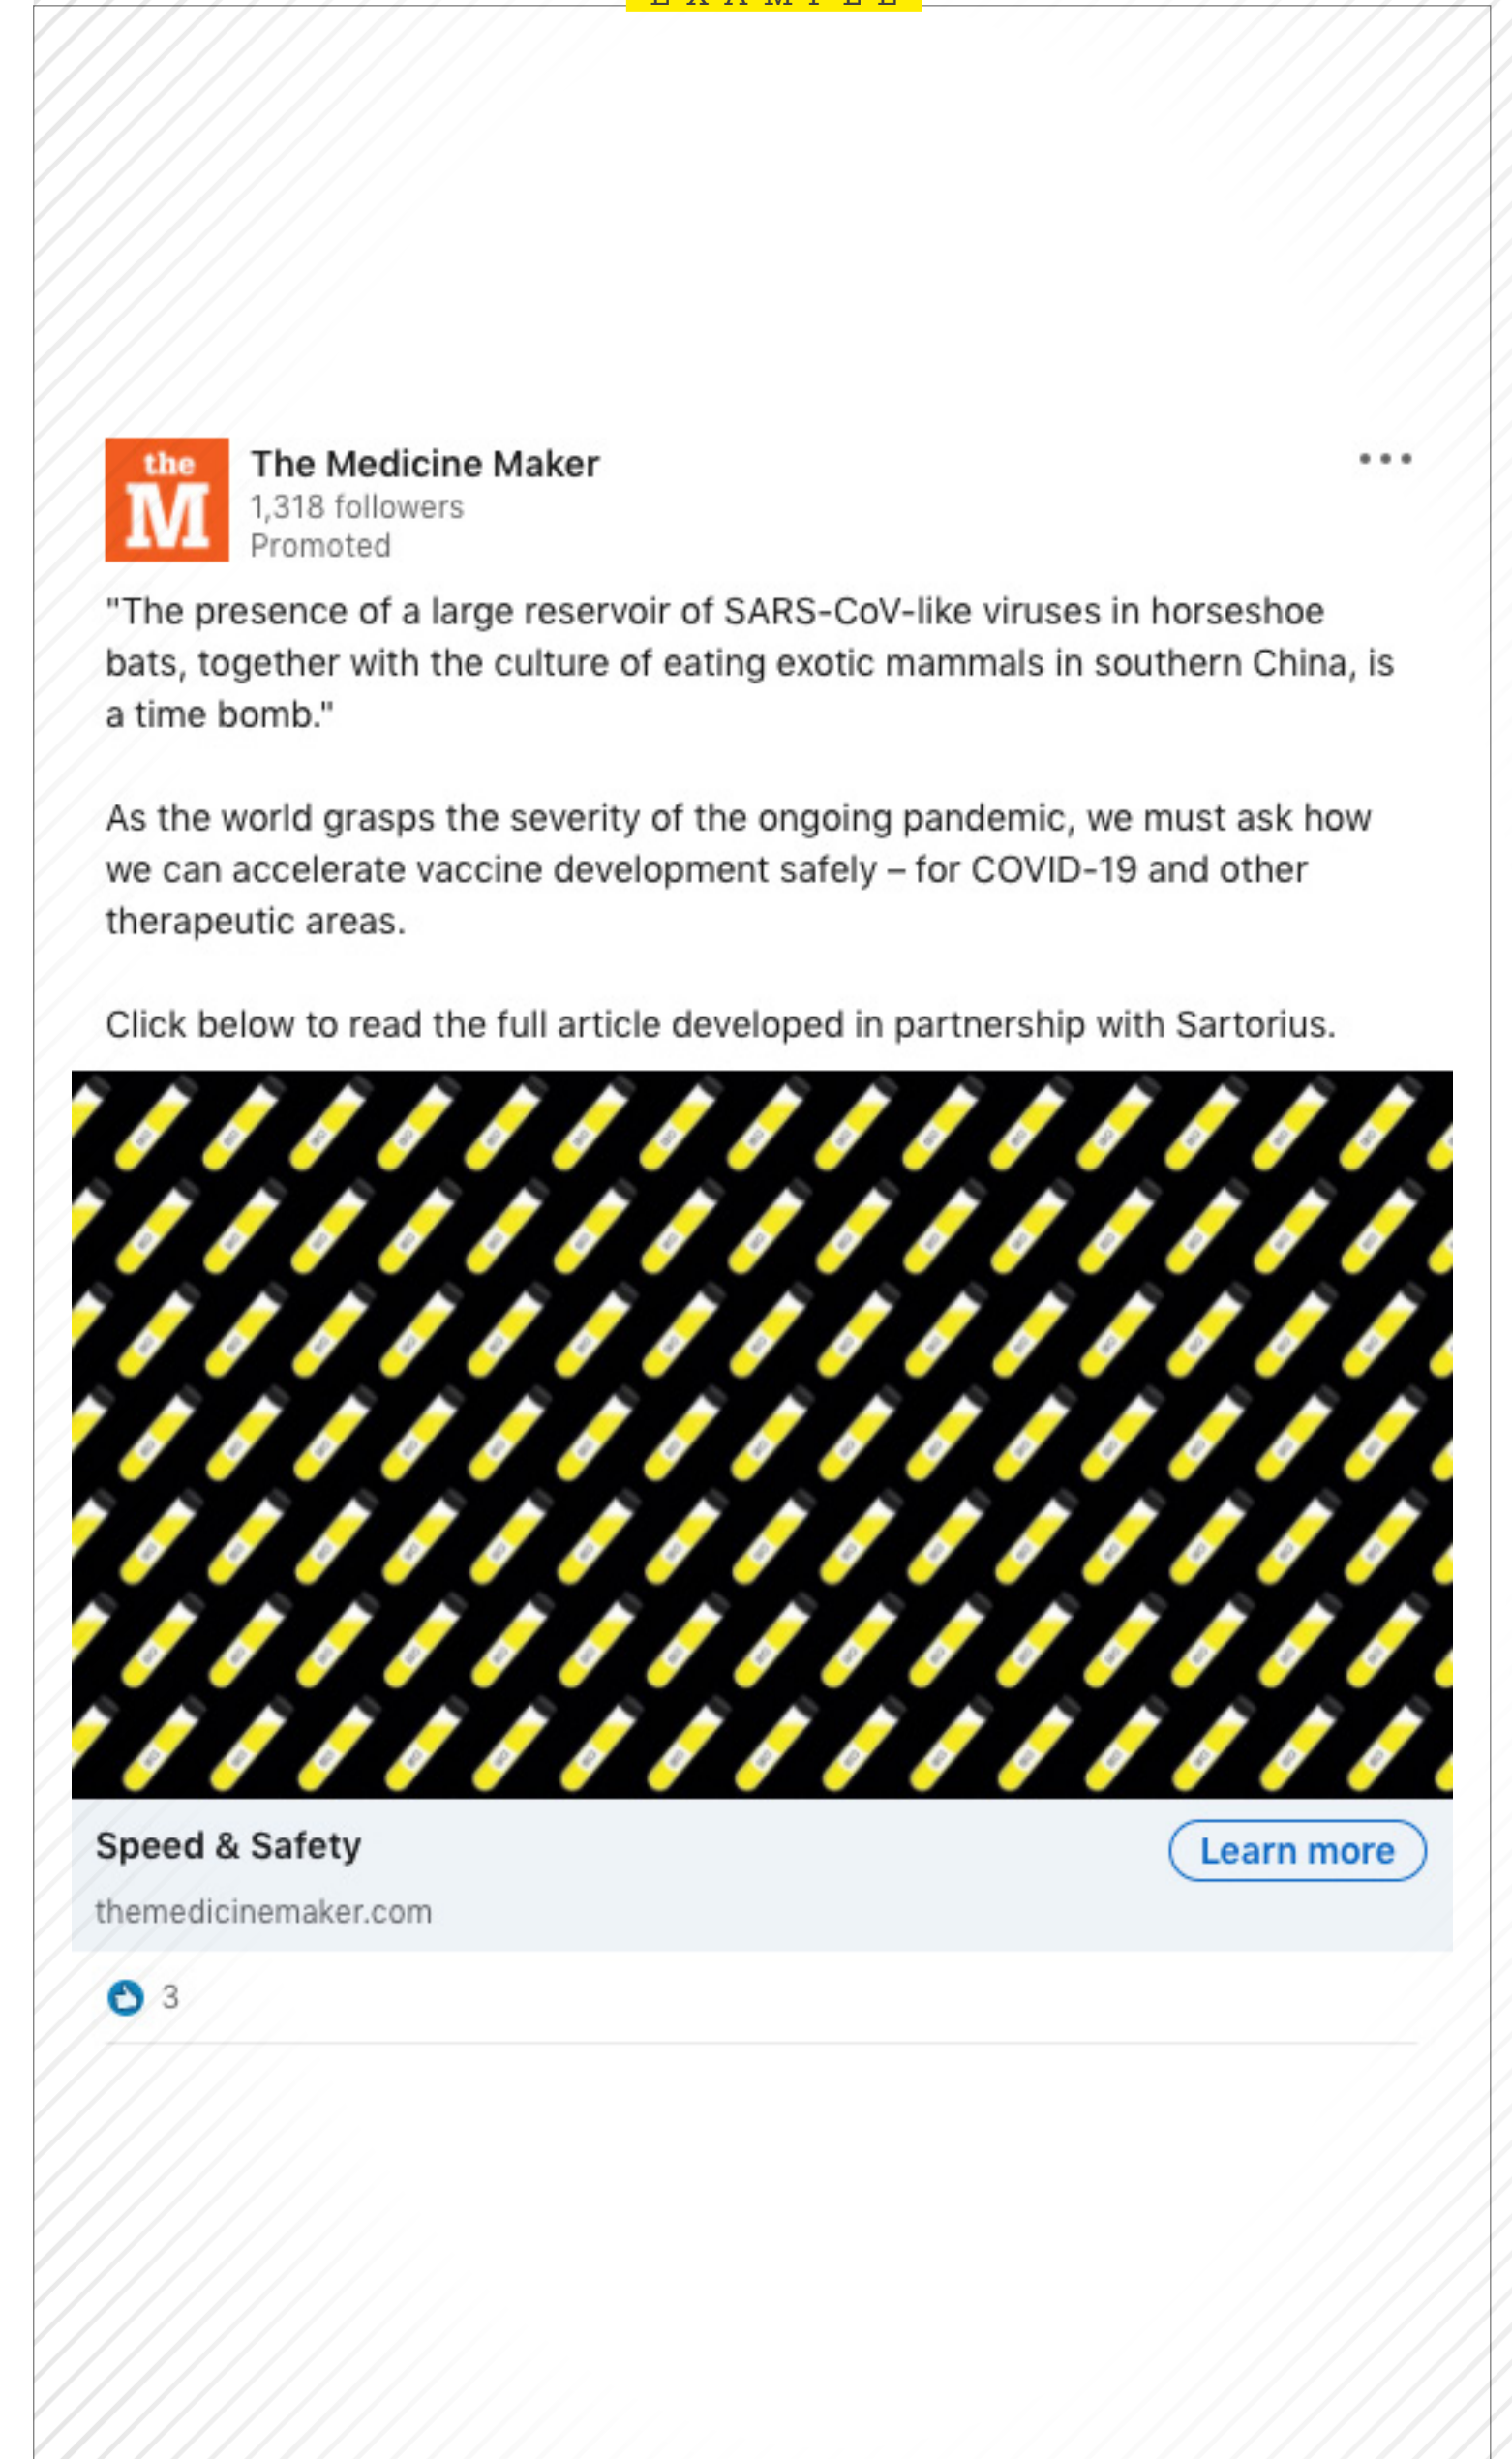 the
M
The Medicine Maker
1,318 followers
Promoted
"The presence of a large reservoir of SARS-CoV-like viruses in horseshoe
bats, together with the culture of eating exotic mammals in southern China, is
a time bomb."
As the world grasps the severity of the ongoing pandemic, we must ask how
we can accelerate vaccine development safely – for COVID-19 and other
therapeutic areas.
Click below to read the full article developed in partnership with Sartorius.
Speed & Safety
Learn more
themedicinemaker.com
3